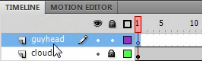 TIMELINE MOTION EDITOR
1 5 10
guyhead
cloud